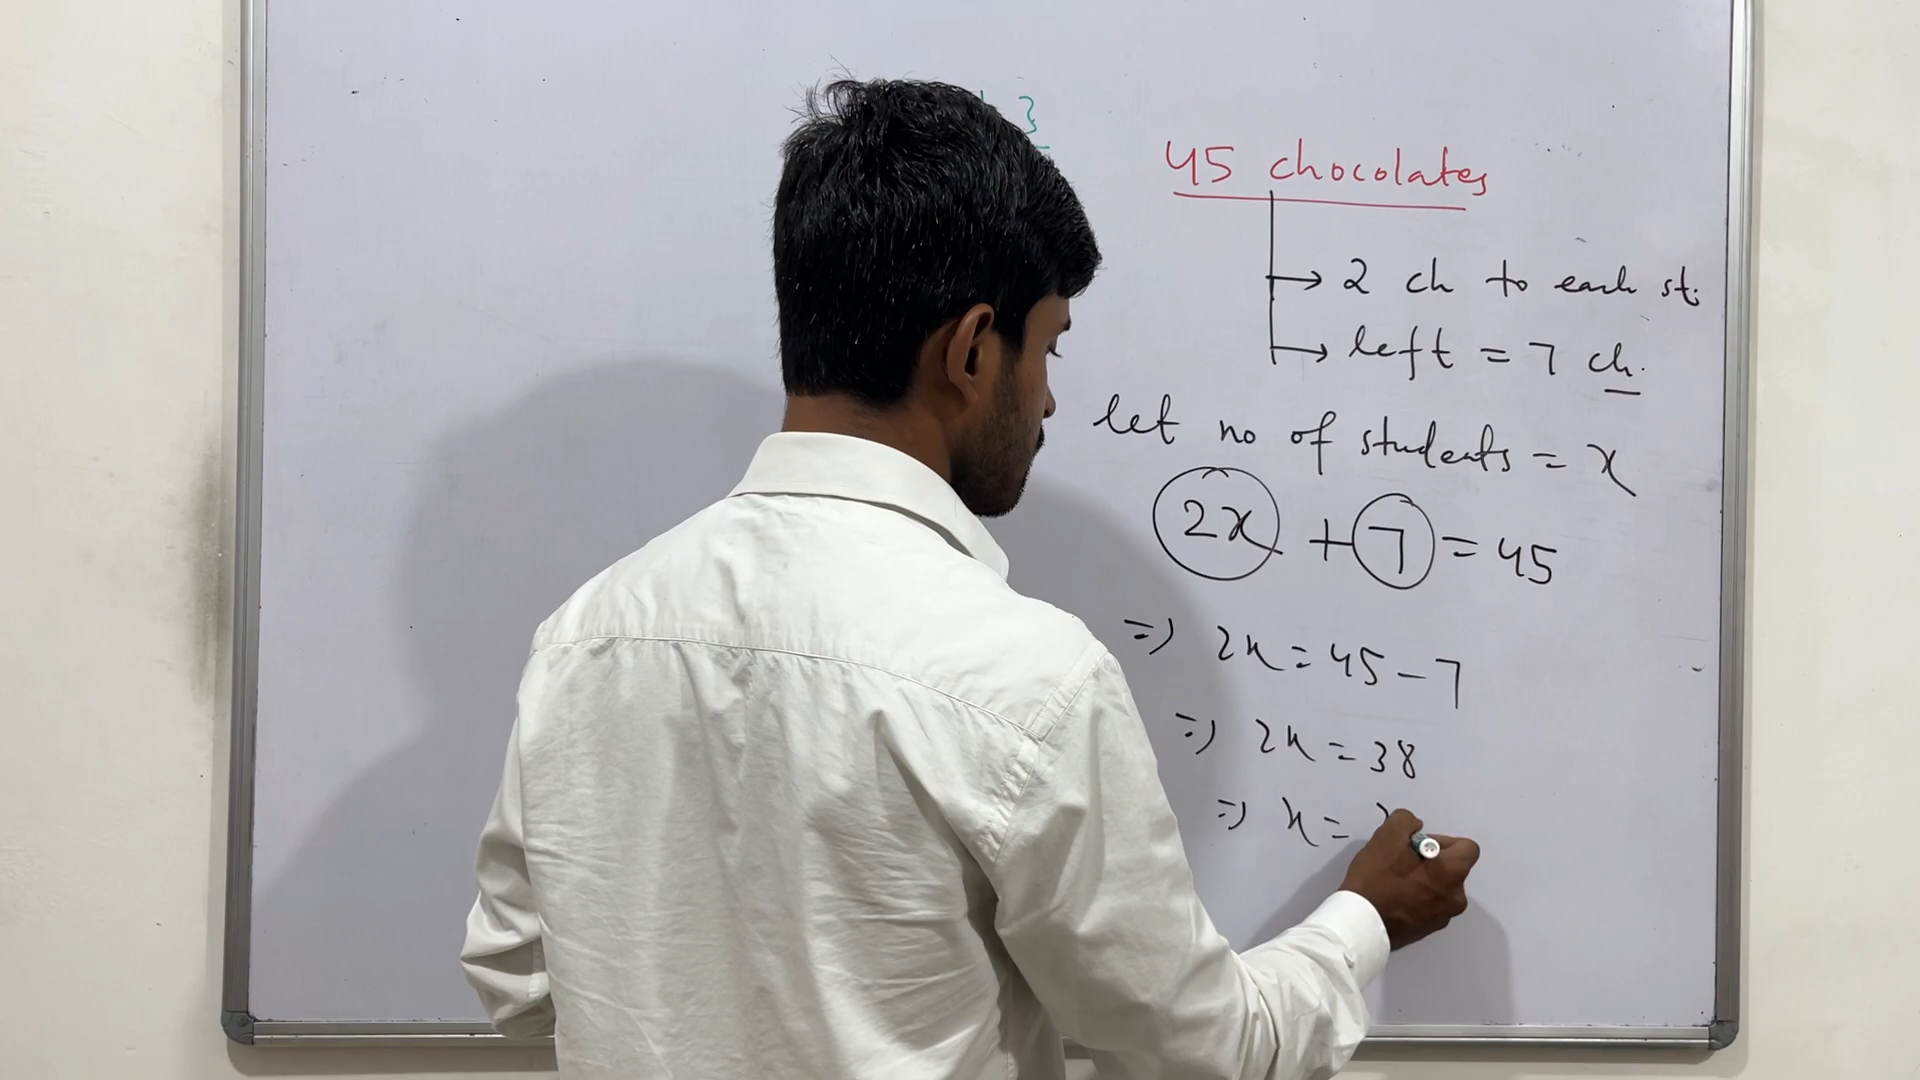 3
45 chocolates
→ 2 ch to each st.
→ left = 7 ch.
let no of students = x
2x + 7 = 45
⇒ 2x = 45 - 7
⇒ 2x = 38
⇒ x =